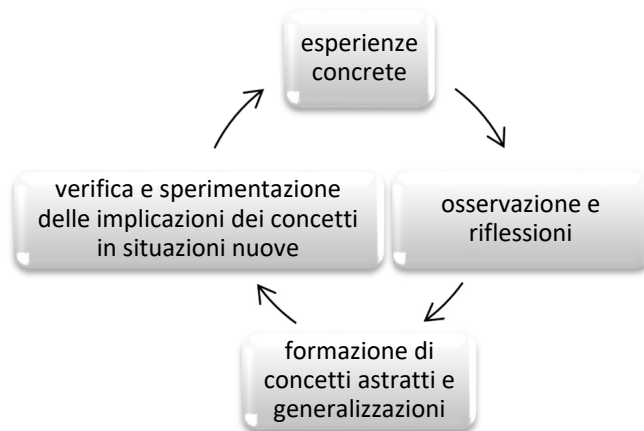 esperienze
concrete
osservazione e
riflessioni
formazione di
concetti astratti e
generalizzazioni
verifica e sperimentazione
delle implicazioni dei concetti
in situazioni nuove